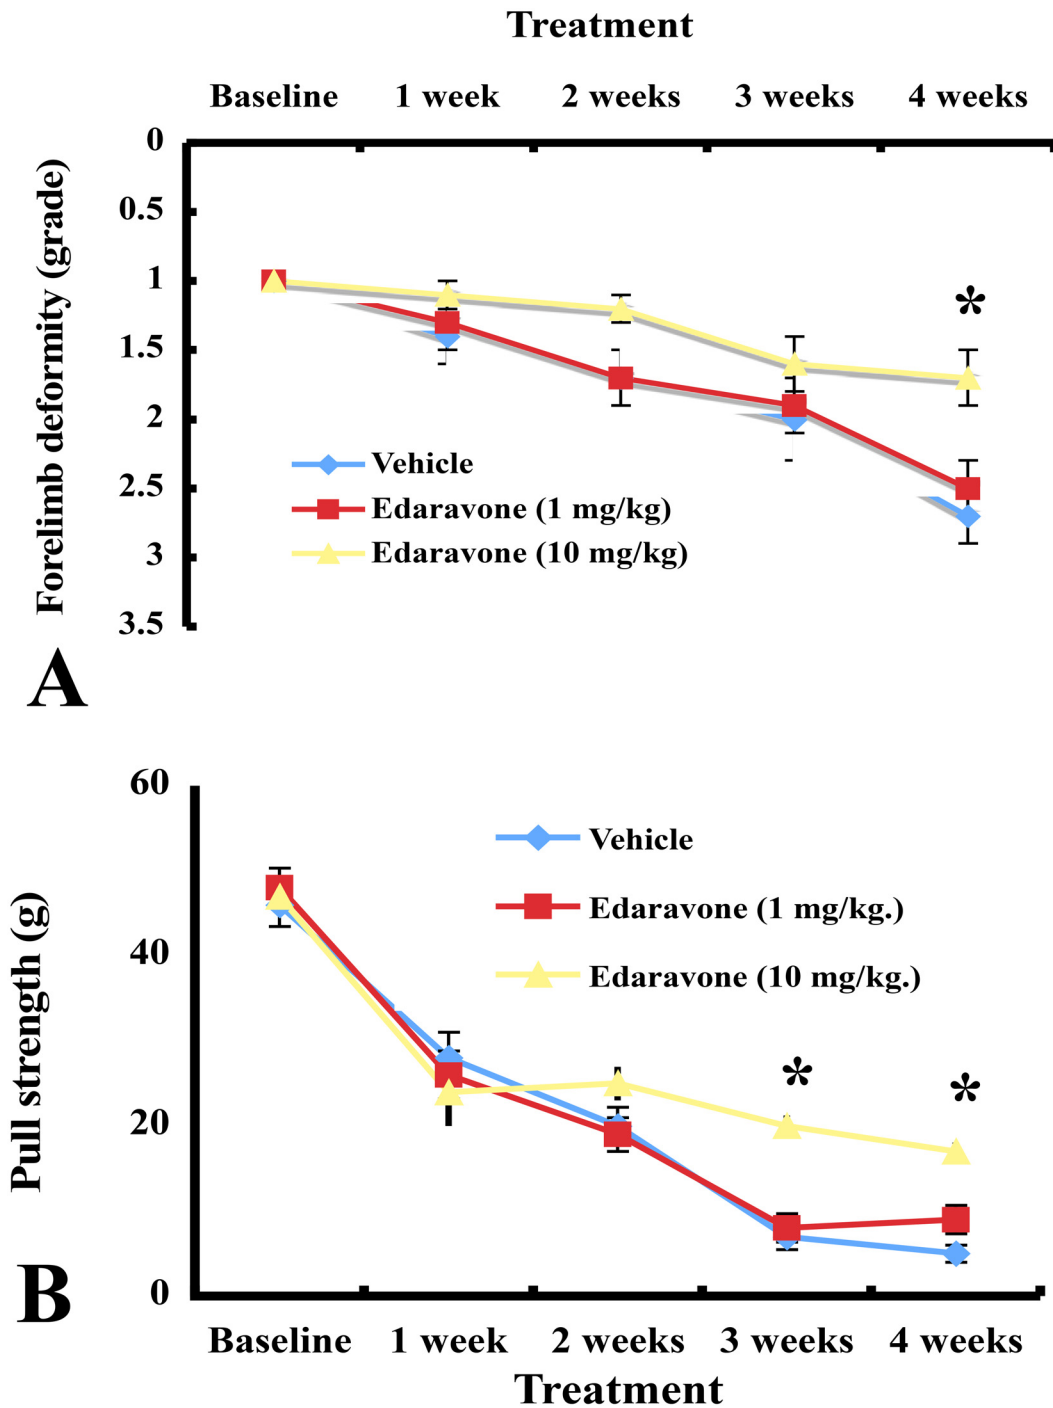 Treatment
Baseline 1 week 2 weeks 3 weeks 4 weeks
0
0.5
1
1.5
2
2.5
3
3.5
Forelimb deformity (grade)
*
Vehicle
Edaravone (1 mg/kg)
Edaravone (10 mg/kg)
A
60
40
20
0
Pull strength (g)
Vehicle
Edaravone (1 mg/kg.)
Edaravone (10 mg/kg.)
* *
B
Baseline 1 week 2 weeks 3 weeks 4 weeks
Treatment